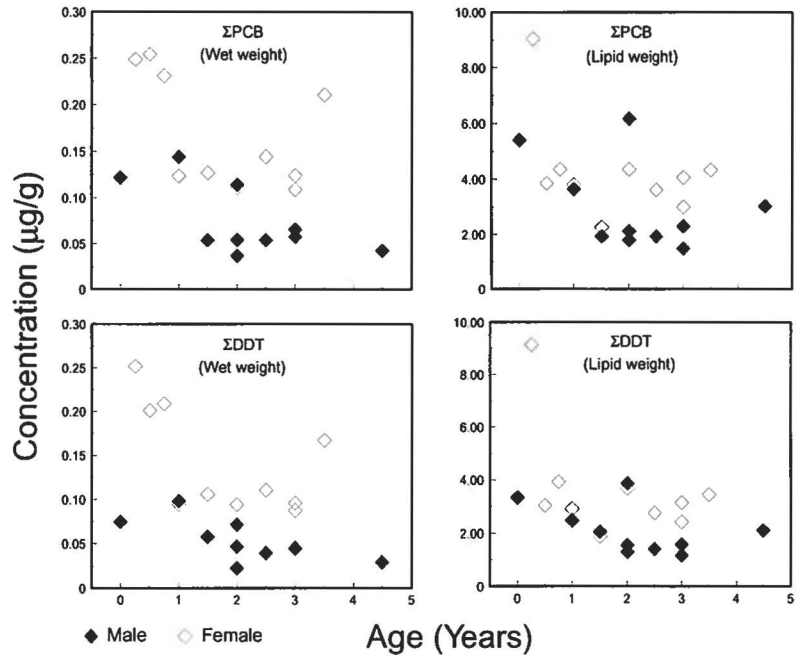 0.30
0.25
0.20
0.15
0.10
0.05
0
ΣPCB
(Wet weight)
10.00
8.00
6.00
4.00
2.00
0
ΣPCB
(Lipid weight)
0.30
0.25
0.20
0.15
0.10
0.05
0
ΣDDT
(Wet weight)
0 1 2 3 4 5
10.00
8.00
6.00
4.00
2.00
0
ΣDDT
(Lipid weight)
0 1 2 3 4 5
Concentration (µg/g)
Male Female
Age (Years)